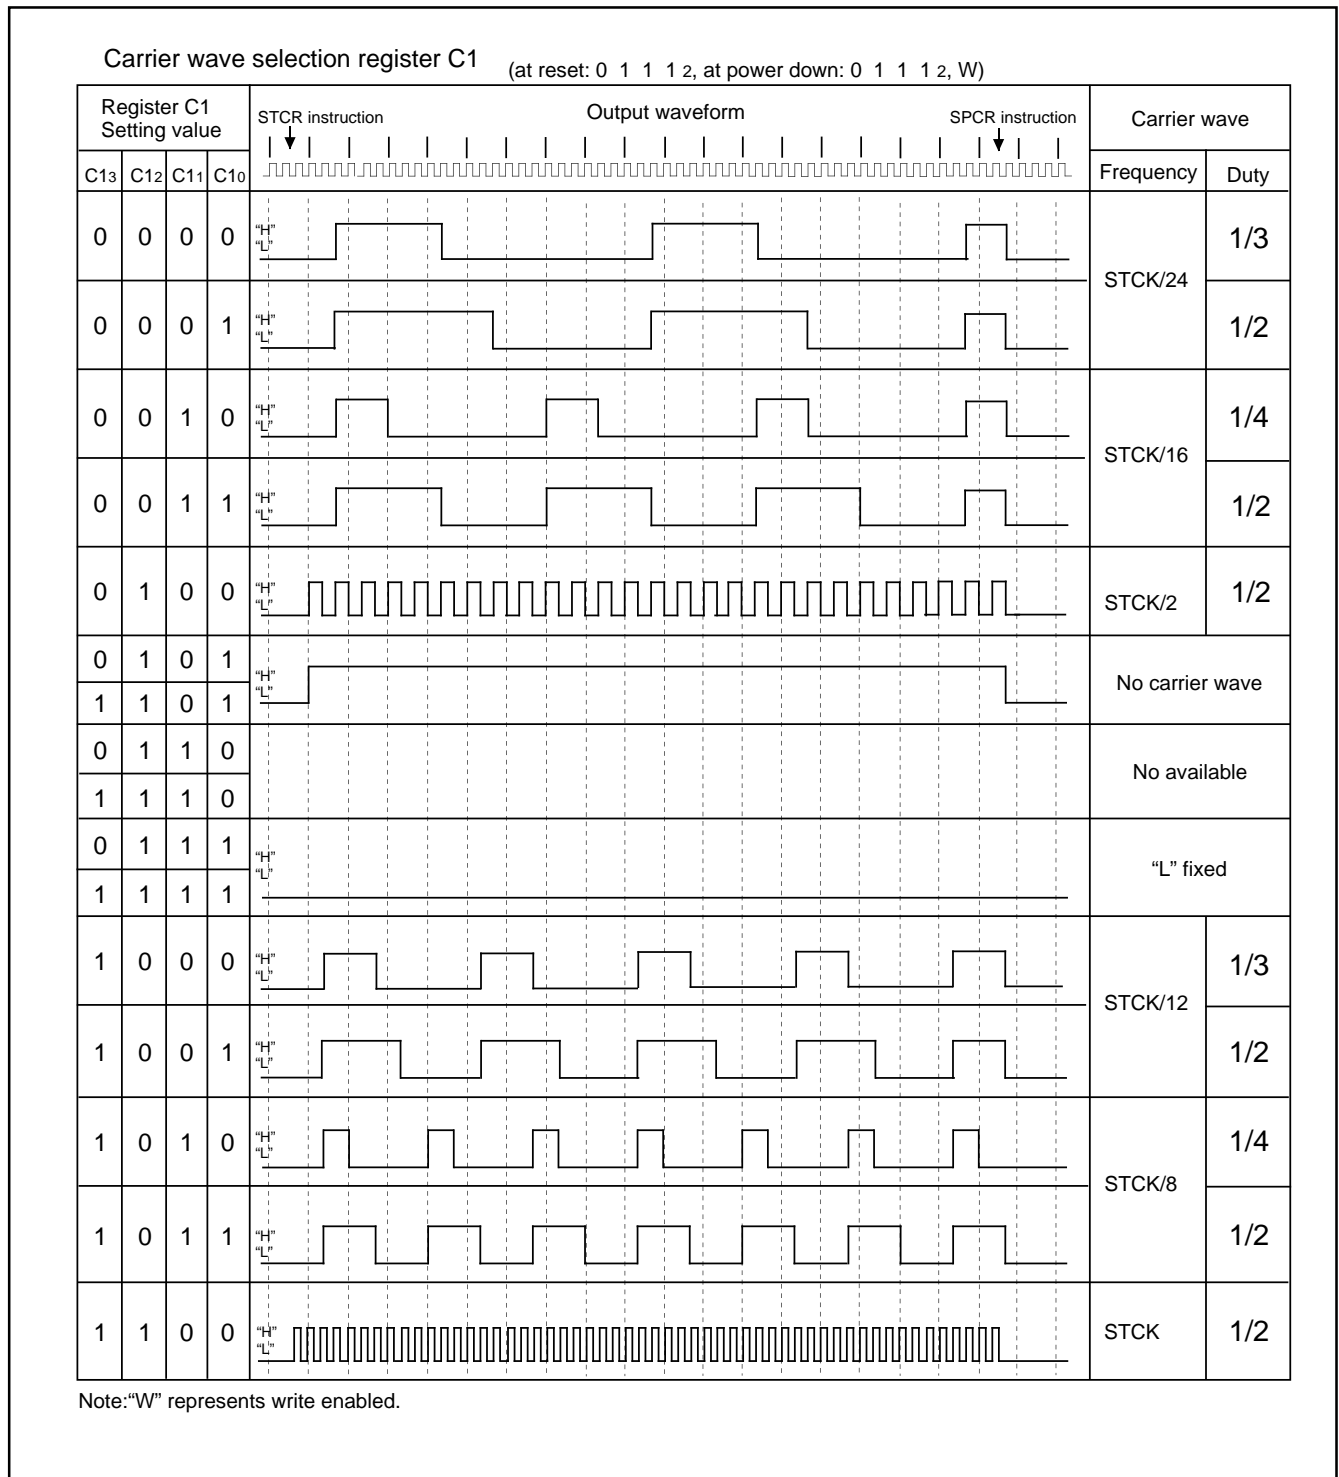 Carrier wave selection register C1 (at reset: 0 1 1 1 2, at power down: 0 1 1 1 2, W)
Register C1 Setting value
STCR instruction
Output waveform
SPCR instruction
Carrier wave
C13 C12 C11 C10
Frequency Duty
0 0 0 0 “H” “L” 1/3
STCK/24
0 0 0 1 “H” “L” 1/2
0 0 1 0 “H” “L” 1/4
STCK/16
0 0 1 1 “H” “L” 1/2
0 1 0 0 “H” “L” STCK/2 1/2
0 1 0 1
“H” “L” No carrier wave
1 1 0 1
0 1 1 0
No available
1 1 1 0
0 1 1 1
“H” “L” “L” fixed
1 1 1 1
1 0 0 0 “H” “L” 1/3
STCK/12
1 0 0 1 “H” “L” 1/2
1 0 1 0 “H” “L” 1/4
STCK/8
1 0 1 1 “H” “L” 1/2
1 1 0 0 “H” “L” STCK 1/2
Note:“W” represents write enabled.